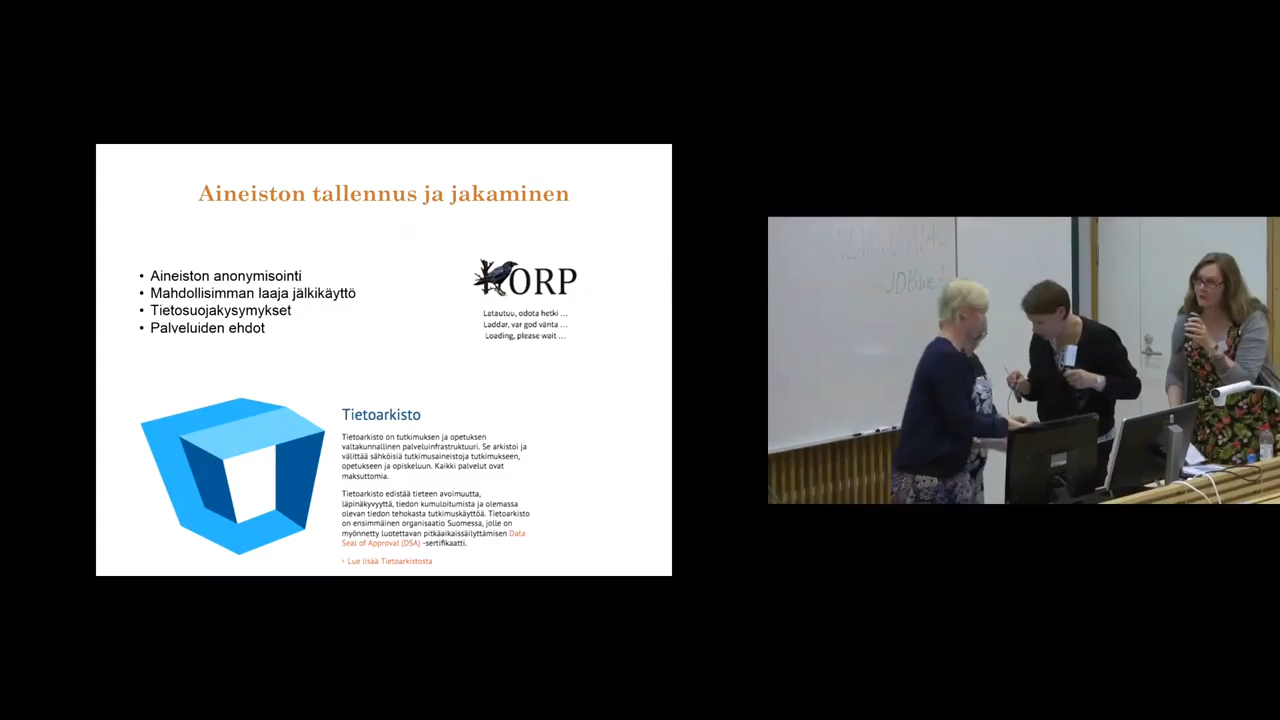 Aineiston tallennus ja jakaminen
• Aineiston anonymisointi
• Mahdollisimman laaja jälkikäyttö
• Tietosuojakysymykset
• Palveluiden ehdot
KORP
Latautuu, odota hetki ...
Laddar, var god vänta ...
Loading, please wait ...
Tietoarkisto
Tietoarkisto on tutkimuksen ja opetuksen
valtakunnallinen palveluinfrastruktuuri. Se arkistoi ja
välittää sähköisiä tutkimusaineistoja tutkimukseen,
opetukseen ja opiskeluun. Kaikki palvelut ovat
maksuttomia.
Tietoarkisto edistää tieteen avoimuutta,
läpinäkyvyyttä, tiedon kumuloitumista ja olemassa
olevan tiedon tehokasta tutkimuskäyttöä. Tietoarkisto
on ensimmäinen organisaatio Suomessa, jolle on
myönnetty luotettavan pitkäaikaissäilyttämisen Data
Seal of Approval (DSA) -sertifikaatti.
› Lue lisää Tietoarkistosta